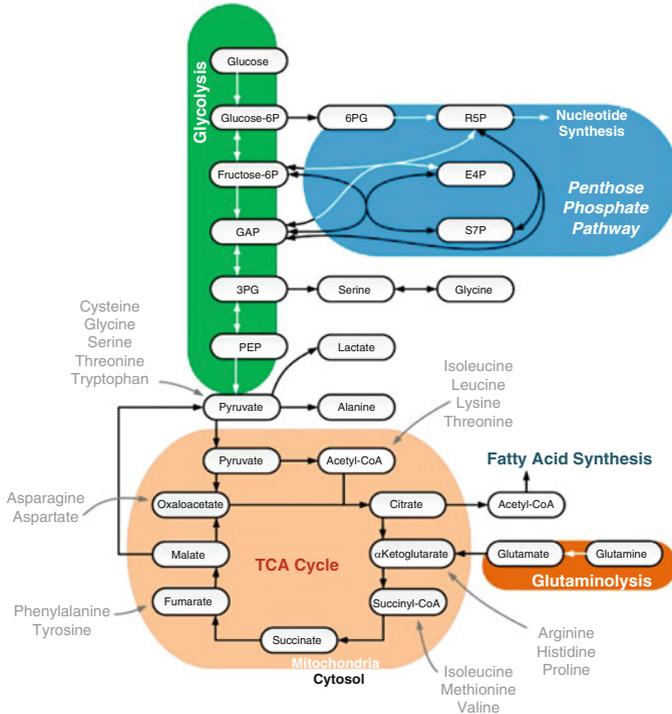 Glycolysis
Glucose
Glucose-6P
6PG
R5P
Nucleotide
Synthesis
Fructose-6P
E4P
Penthose
Phosphate
Pathway
GAP
S7P
3PG
Serine
Glycine
Cysteine
Glycine
Serine
Threonine
Tryptophan
PEP
Lactate
Isoleucine
Leucine
Lysine
Threonine
Pyruvate
Alanine
Pyruvate
Acetyl-CoA
Fatty Acid Synthesis
Asparagine
Aspartate
Oxaloacetate
Citrate
Acetyl-CoA
Malate
TCA Cycle
αKetoglutarate
Glutamate
Glutamine
Glutaminolysis
Phenylalanine
Tyrosine
Fumarate
Succinyl-CoA
Succinate
Arginine
Histidine
Proline
Mitochondria
Cytosol
Isoleucine
Methionine
Valine